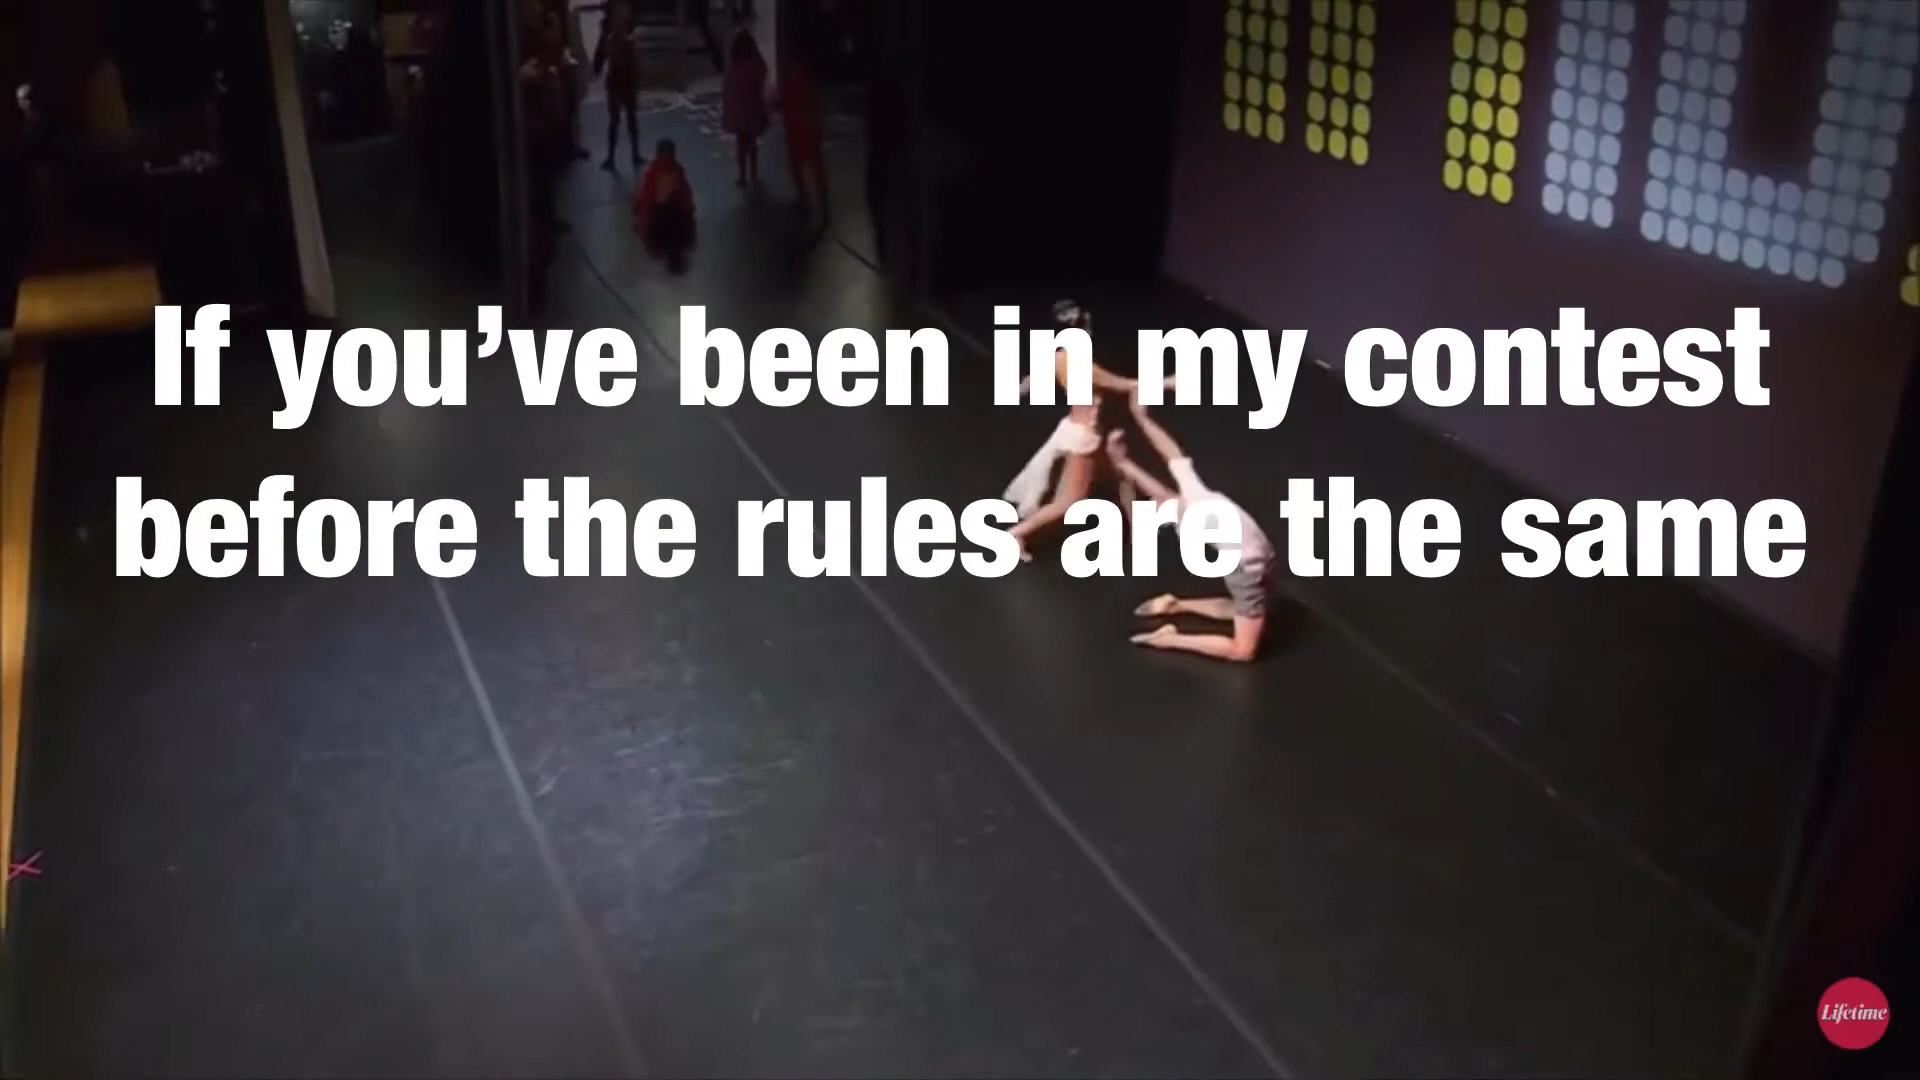 If you’ve been in my contest
before the rules are the same
Lifetime